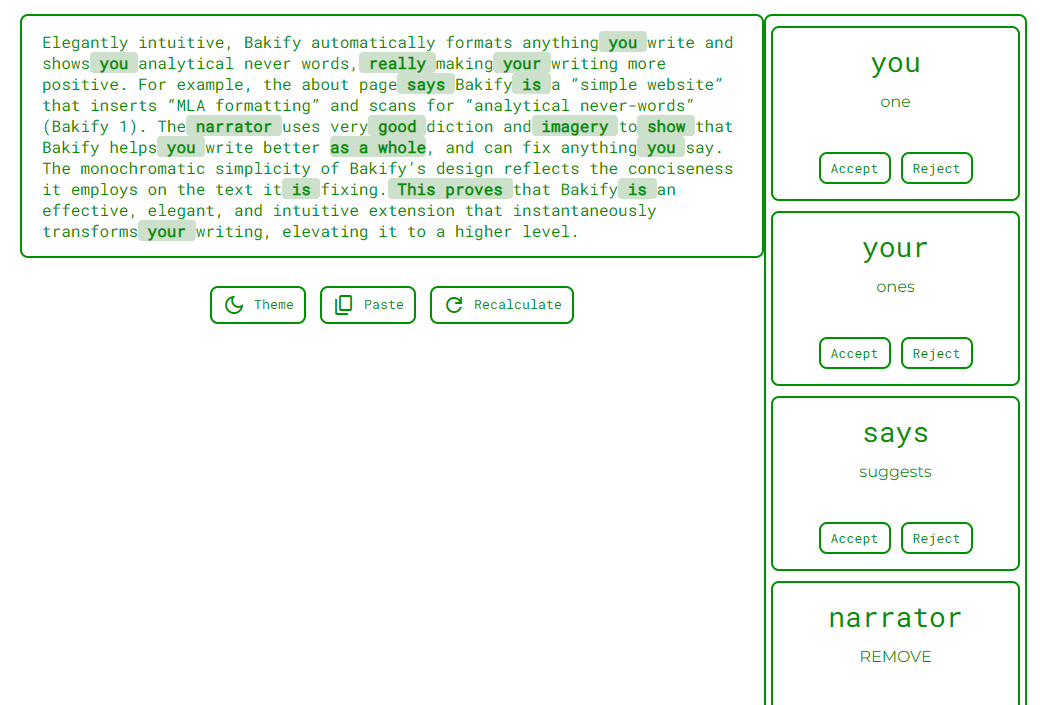 Elegantly intuitive, Bakify automatically formats anything you write and
shows you analytical never words, really making your writing more
positive. For example, the about page says Bakify is a “simple website”
that inserts “MLA formatting” and scans for “analytical never-words”
(Bakify 1). The narrator uses very good diction and imagery to show that
Bakify helps you write better as a whole, and can fix anything you say.
The monochromatic simplicity of Bakify’s design reflects the conciseness
it employs on the text it is fixing. This proves that Bakify is an
effective, elegant, and intuitive extension that instantaneously
transforms your writing, elevating it to a higher level.
Theme
Paste
Recalculate
you
one
Accept
Reject
your
ones
Accept
Reject
says
suggests
Accept
Reject
narrator
REMOVE